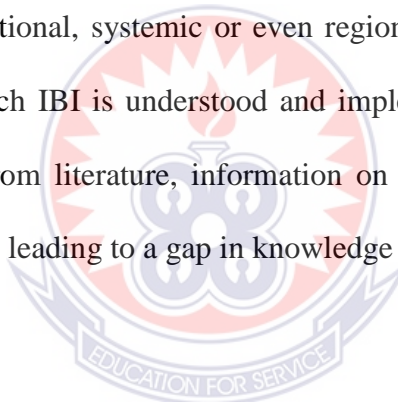 tional, systemic or even region
ch IBI is understood and imple
om literature, information on
leading to a gap in knowledge
EDUCATION FOR SERVICE